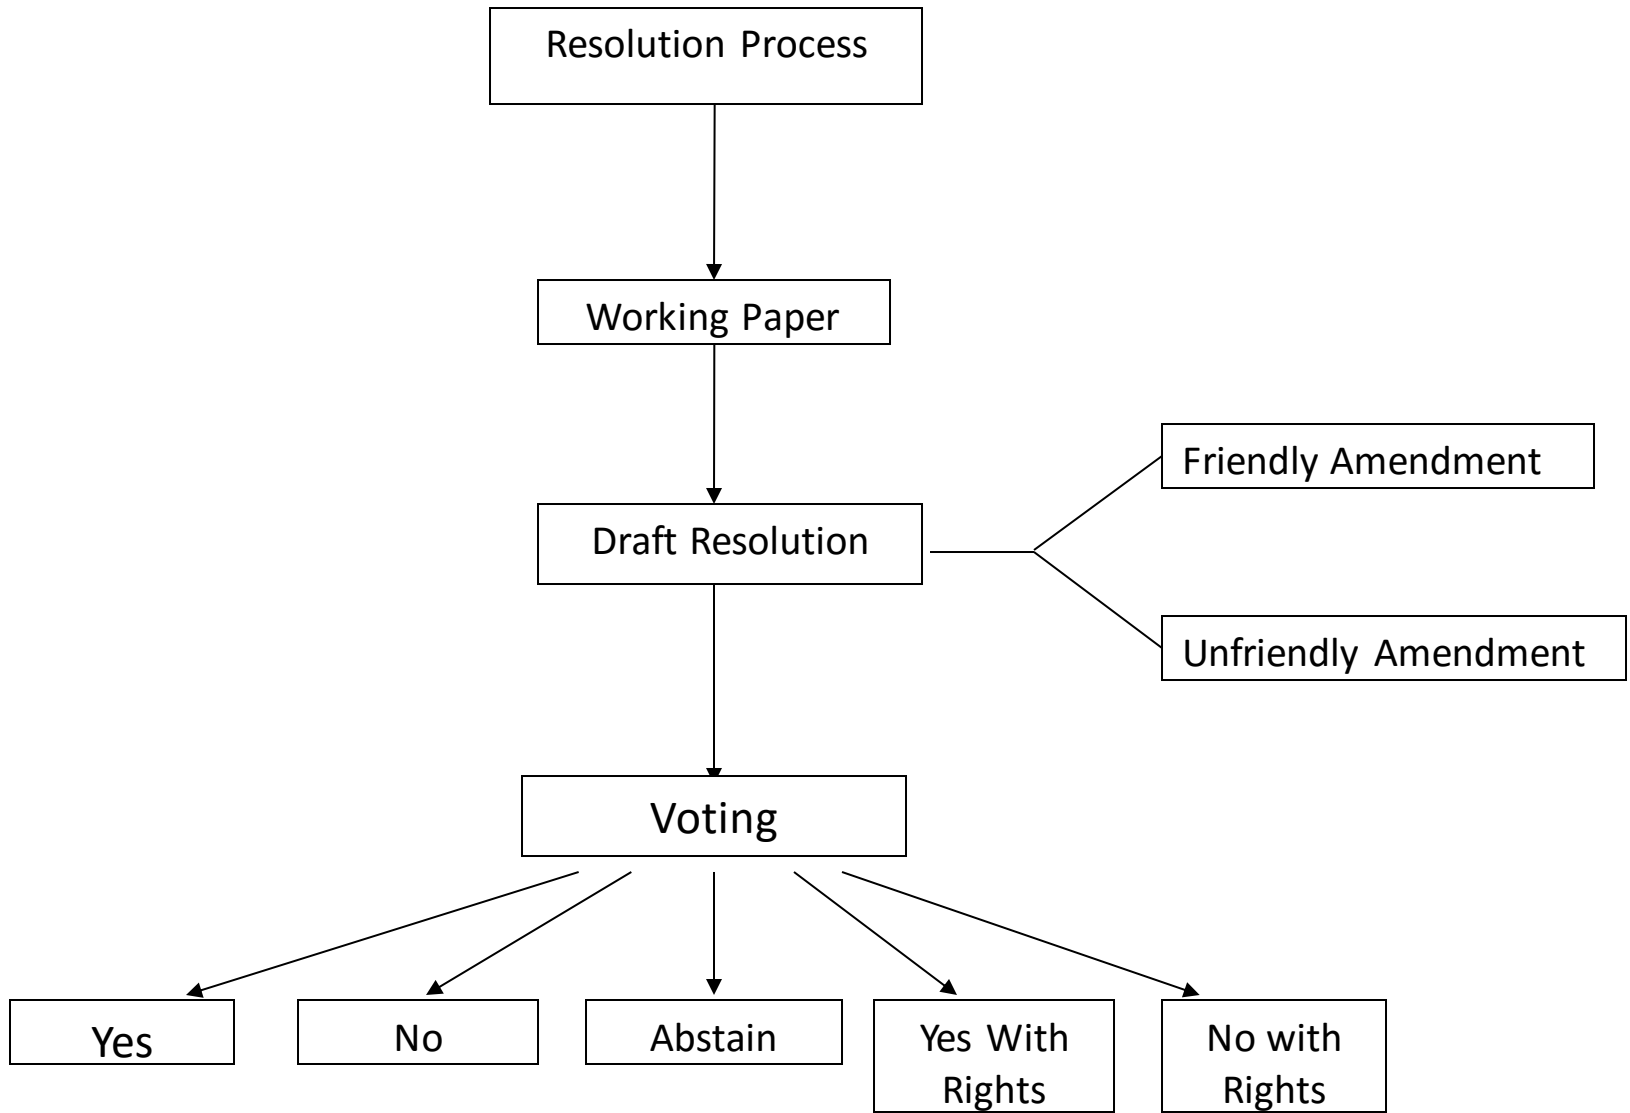 Resolution Process
Working Paper
Friendly Amendment
Draft Resolution
Unfriendly Amendment
Voting
Yes
No
Abstain
Yes With
Rights
No with
Rights